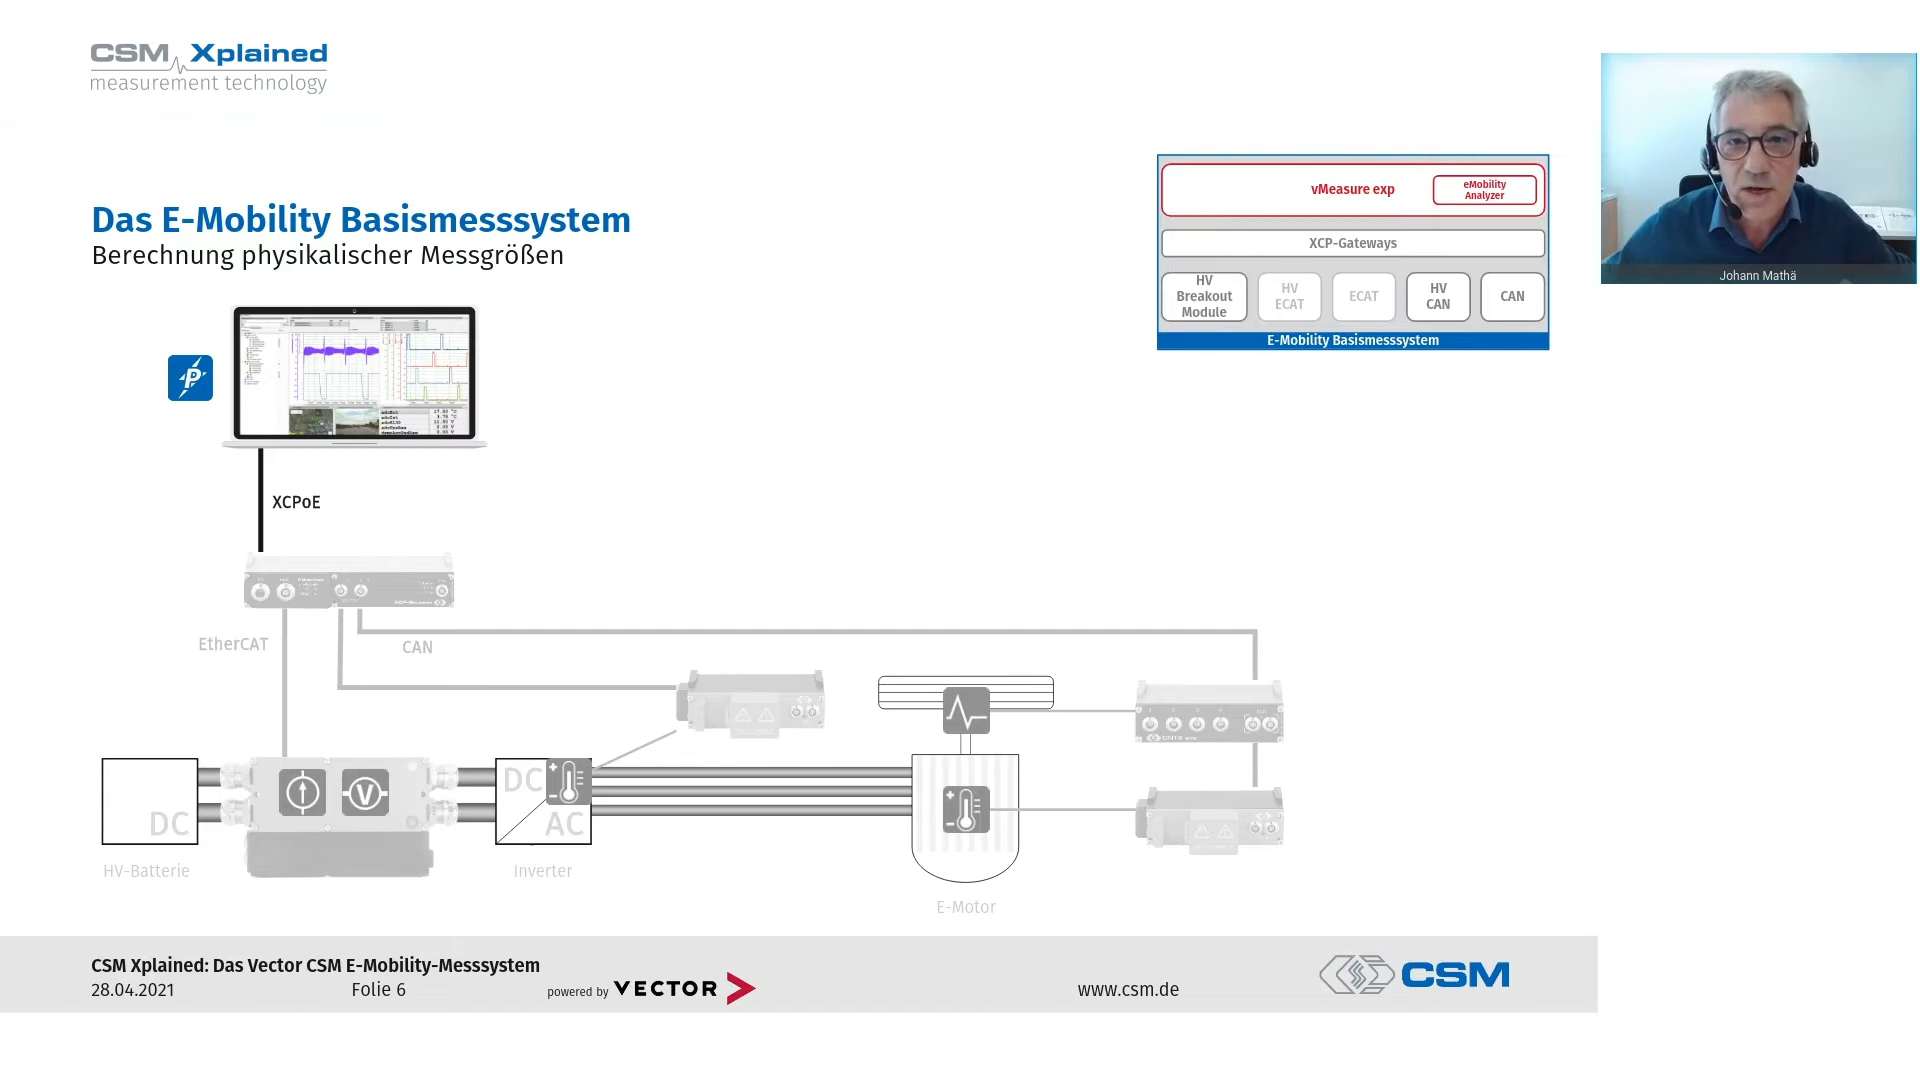 CSM Xplained
measurement technology
Das E-Mobility Basismesssystem
Berechnung physikalischer Messgrößen
vMeasure exp
eMobility
Analyzer
XCP-Gateways
HV
Breakout
Module
HV
ECAT
ECAT
HV
CAN
CAN
E-Mobility Basismesssystem
Johann Mathä
P
XCPoE
EtherCAT
CAN
V
DC
DC
AC
HV-Batterie
Inverter
E-Motor
CSM Xplained: Das Vector CSM E-Mobility-Messsystem
28.04.2021
Folie 6
powered by VECTOR
www.csm.de
CSM